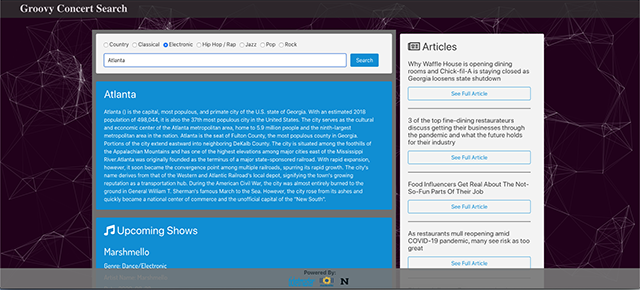 Groovy Concert Search
Country Classical Electronic Hip Hop / Rap Jazz Pop Rock
Atlanta
Search
Atlanta
Atlanta () is the capital, most populous, and primate city of the U.S. state of Georgia. With an estimated 2018
population of 498,044, it is also the 37th most populous city in the United States. The city serves as the cultural
and economic center of the Atlanta metropolitan area, home to 5.9 million people and the ninth-largest
metropolitan area in the nation. Atlanta is the seat of Fulton County, the most populous county in Georgia.
Portions of the city extend eastward into neighboring DeKalb County. The city is situated among the foothills of
the Appalachian Mountains and has one of the highest elevations among major cities east of the Mississippi
River.Atlanta was originally founded as the terminus of a major state-sponsored railroad. With rapid expansion,
however, it soon became the convergence point among multiple railroads, spurring its rapid growth. The city's
name derives from that of the Western and Atlantic Railroad's local depot, signifying the town's growing
reputation as a transportation hub. During the American Civil War, the city was almost entirely burned to the
ground in General William T. Sherman's famous March to the Sea. However, the city rose from its ashes and
quickly became a national center of commerce and the unofficial capital of the "New South".
Upcoming Shows
Marshmello
Genre: Dance/Electronic
Articles
Why Waffle House is opening dining
rooms and Chick-fil-A is staying closed as
Georgia loosens state shutdown
See Full Article
3 of the top fine-dining restaurateurs
discuss getting their businesses through
the pandemic and what the future holds
for their industry
See Full Article
Food Influencers Get Real About The Not-
So-Fun Parts Of Their Job
See Full Article
As restaurants mull reopening amid
COVID-19 pandemic, many see risk as too
great
See Full Article
Powered By:
N